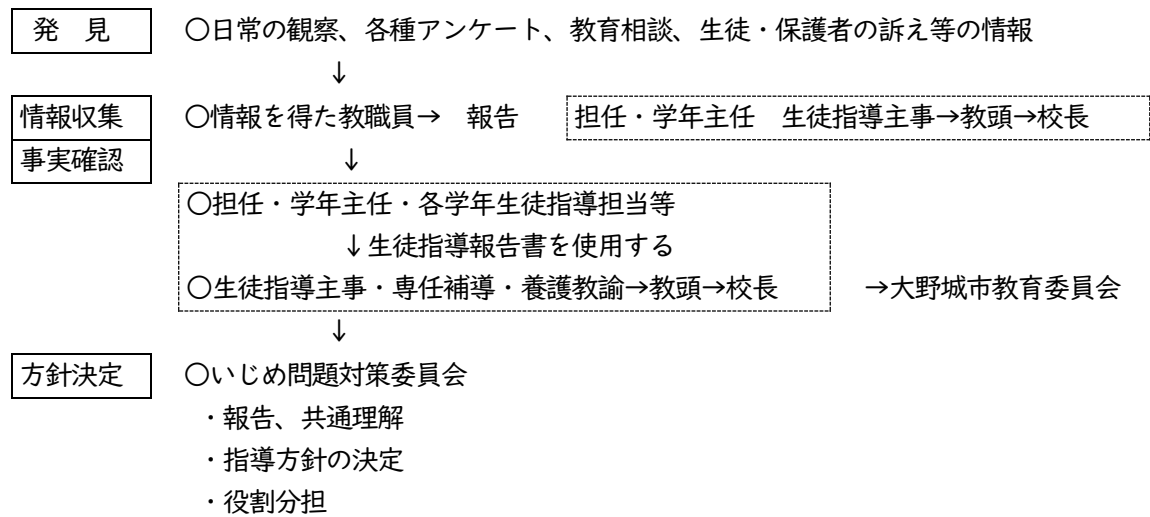 発　見　○日常の観察、各種アンケート、教育相談、生徒・保護者の訴え等の情報
↓
情報収集　○情報を得た教職員→　報告　担任・学年主任　生徒指導主事→教頭→校長
事実確認　↓
○担任・学年主任・各学年生徒指導担当等
↓生徒指導報告書を使用する
○生徒指導主事・専任補導・養護教諭→教頭→校長　→大野城市教育委員会
↓
方針決定　○いじめ問題対策委員会
・報告、共通理解
・指導方針の決定
・役割分担